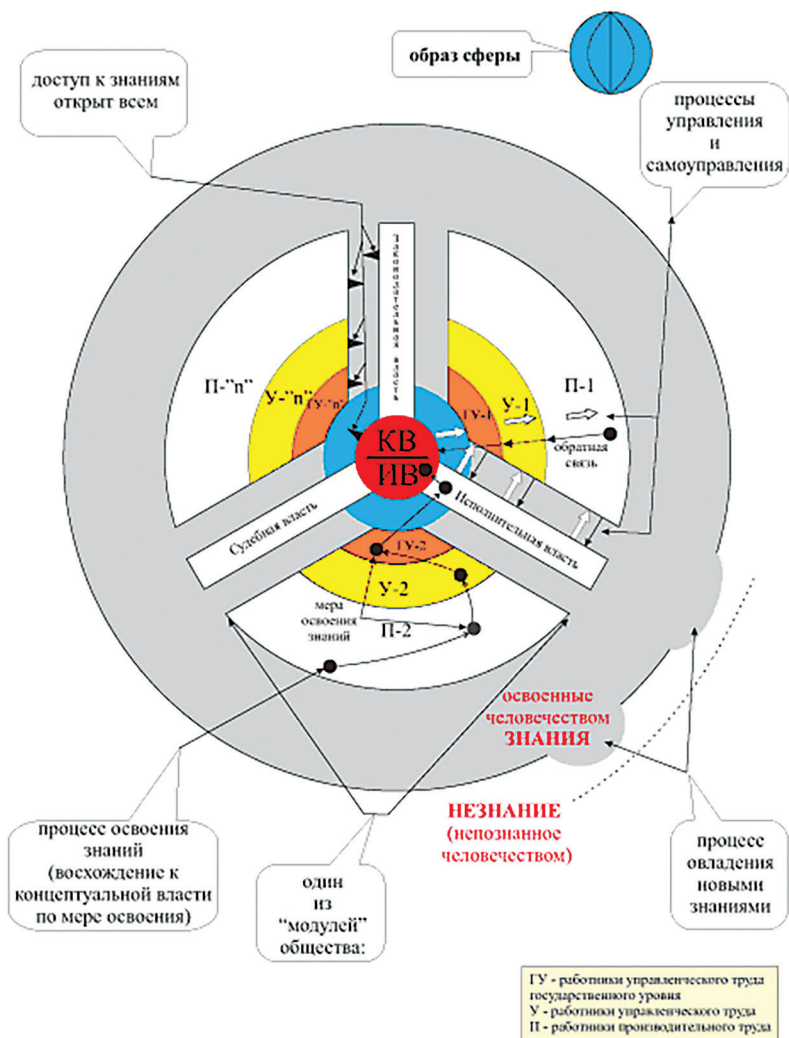 образ сферы
доступ к знаниям
открыт всем
процессы
управления
и
самоуправления
Законодательная власть
П-”n”
У-”n”
ГУ-”n”
ГУ-1
У-1
П-1
обратная
связь
КВ
ИВ
Судебная власть
Исполнительная власть
ГУ-2
У-2
мера
освоения
знаний
П-2
освоенные
человечеством
ЗНАНИЯ
НЕЗНАНИЕ
(непознанное
человечеством)
процесс освоения
знаний
(восхождение к
концептуальной власти
по мере освоения)
один
из
“модулей”
общества:
процесс
овладения
новыми
знаниями
ГУ - работники управленческого труда
государственного уровня
У - работники управленческого труда
П - работники производительного труда